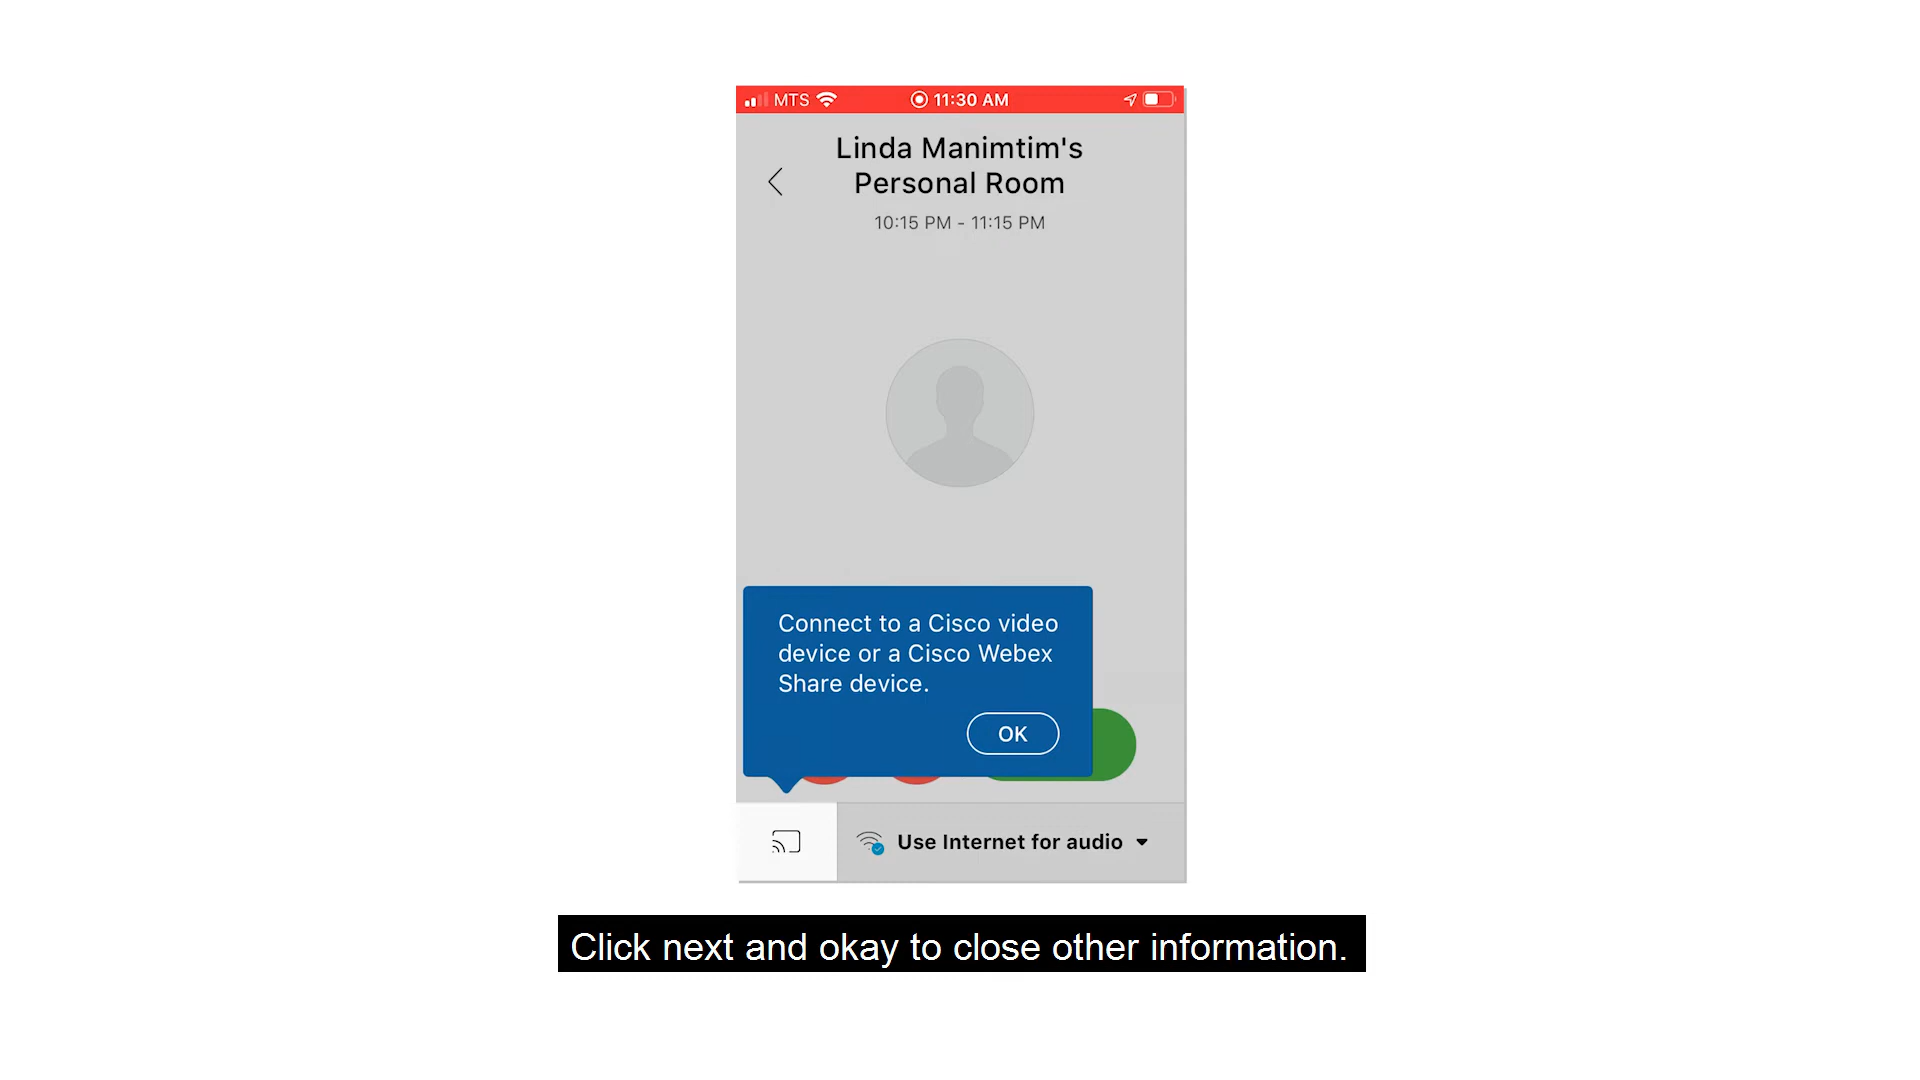 MTS 11:30 AM
Linda Manimtim's
Personal Room
10:15 PM - 11:15 PM
Connect to a Cisco video
device or a Cisco Webex
Share device.
OK
Use Internet for audio
Click next and okay to close other information.